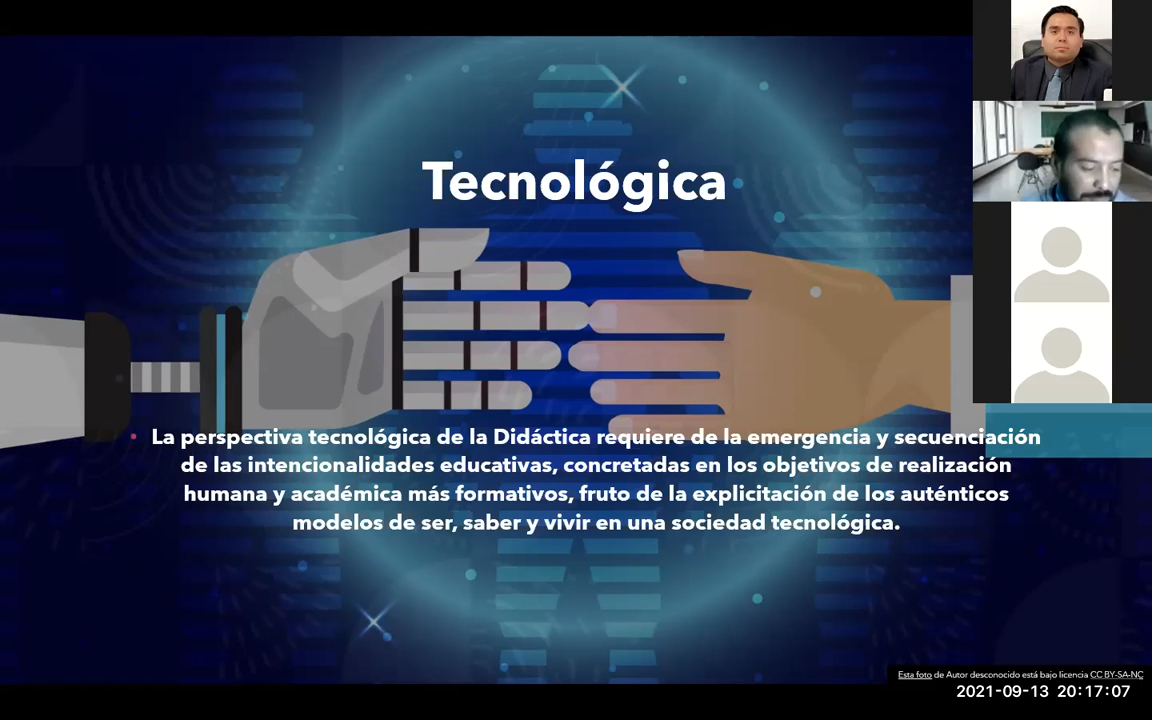 Tecnológica
• La perspectiva tecnológica de la Didáctica requiere de la emergencia y secuenciación
de las intencionalidades educativas, concretadas en los objetivos de realización
humana y académica más formativos, fruto de la explicitación de los auténticos
modelos de ser, saber y vivir en una sociedad tecnológica.
Esta foto de Autor desconocido está bajo licencia CC BY-SA-NC
2021-09-13 20:17:07